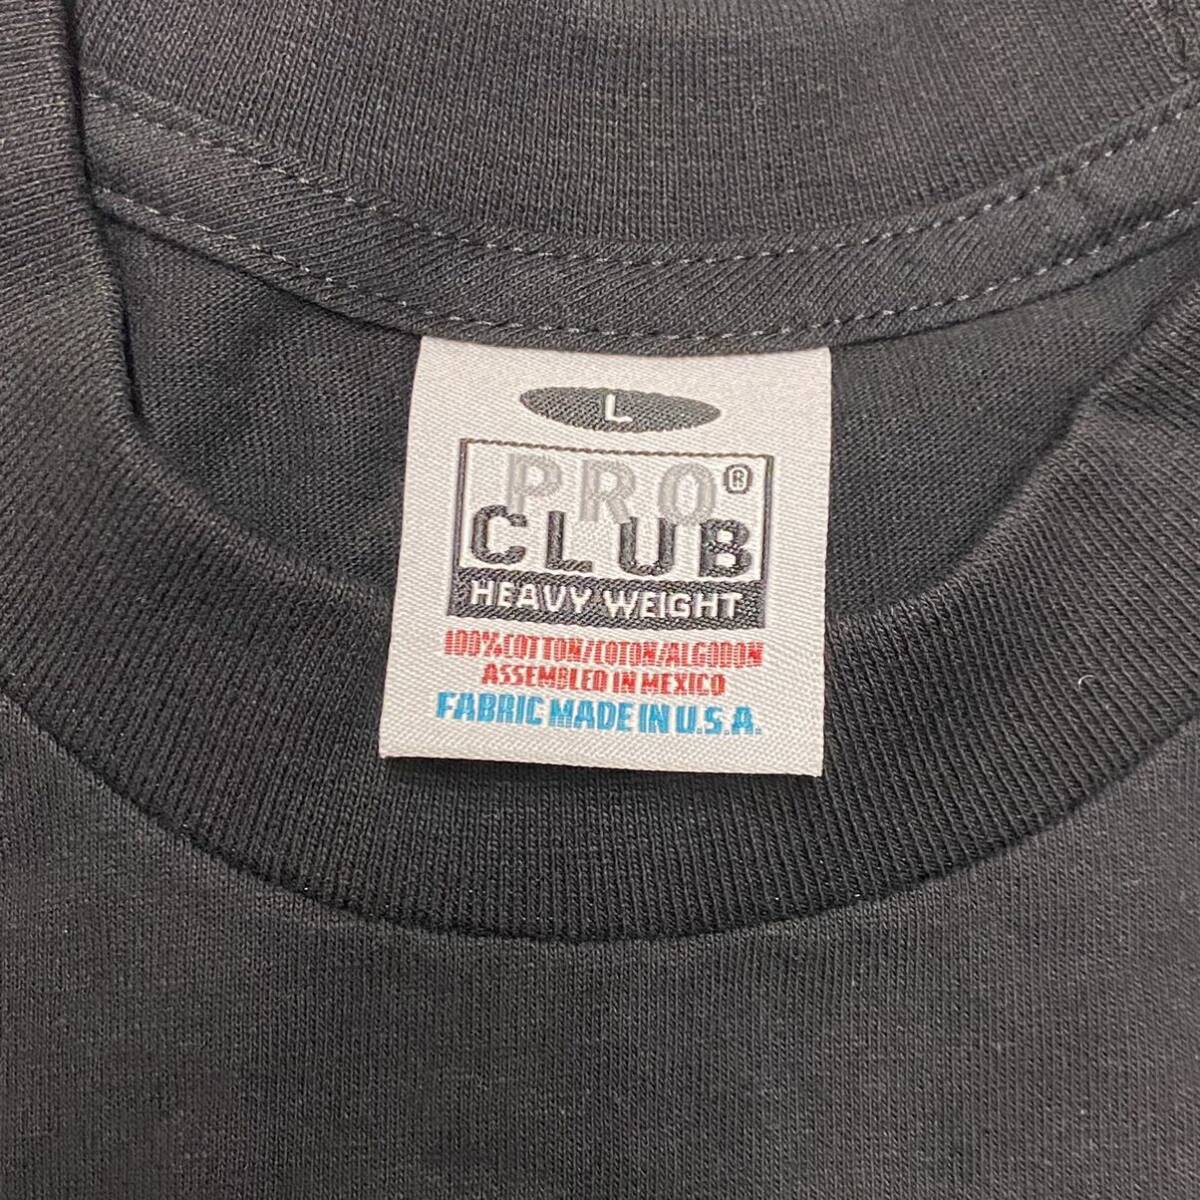 L
PRO®
CLUB
HEAVY WEIGHT
100%COTTON/COTON/ALGODON
ASSEMBLED IN MEXICO
FABRIC MADE IN U.S.A.